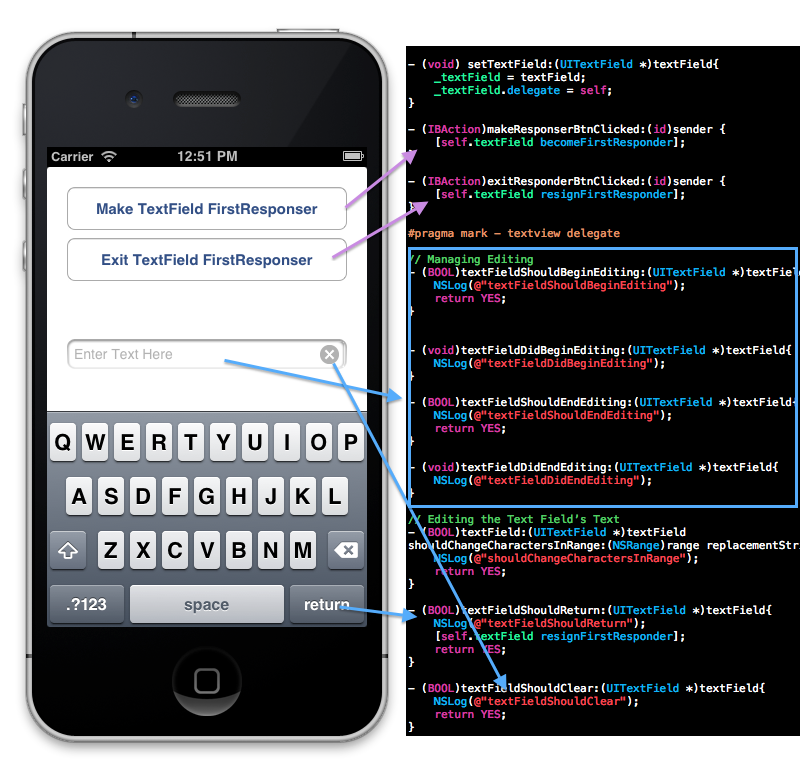 Carrier 12:51 PM
Make TextField FirstResponser
Exit TextField FirstResponser
Enter Text Here
Q W E R T Y U I O P
A S D F G H J K L
Z X C V B N M
.?123 space return
- (void) setTextField:(UITextField *)textField{
_textField = textField;
_textField.delegate = self;
}
- (IBAction)makeResponserBtnClicked:(id)sender {
[self.textField becomeFirstResponder];
}
- (IBAction)exitResponderBtnClicked:(id)sender {
[self.textField resignFirstResponder];
}
#pragma mark - textview delegate
// Managing Editing
- (BOOL)textFieldShouldBeginEditing:(UITextField *)textFiel
NSLog(@"textFieldShouldBeginEditing");
return YES;
}
- (void)textFieldDidBeginEditing:(UITextField *)textField{
NSLog(@"textFieldDidBeginEditing");
}
- (BOOL)textFieldShouldEndEditing:(UITextField *)textField{
NSLog(@"textFieldShouldEndEditing");
return YES;
}
- (void)textFieldDidEndEditing:(UITextField *)textField{
NSLog(@"textFieldDidEndEditing");
}
// Editing the Text Field's Text
- (BOOL)textField:(UITextField *)textField
shouldChangeCharactersInRange:(NSRange)range replacementStri
NSLog(@"shouldChangeCharactersInRange");
return YES;
}
- (BOOL)textFieldShouldReturn:(UITextField *)textField{
NSLog(@"textFieldShouldReturn");
[self.textField resignFirstResponder];
return YES;
}
- (BOOL)textFieldShouldClear:(UITextField *)textField{
NSLog(@"textFieldShouldClear");
return YES;
}